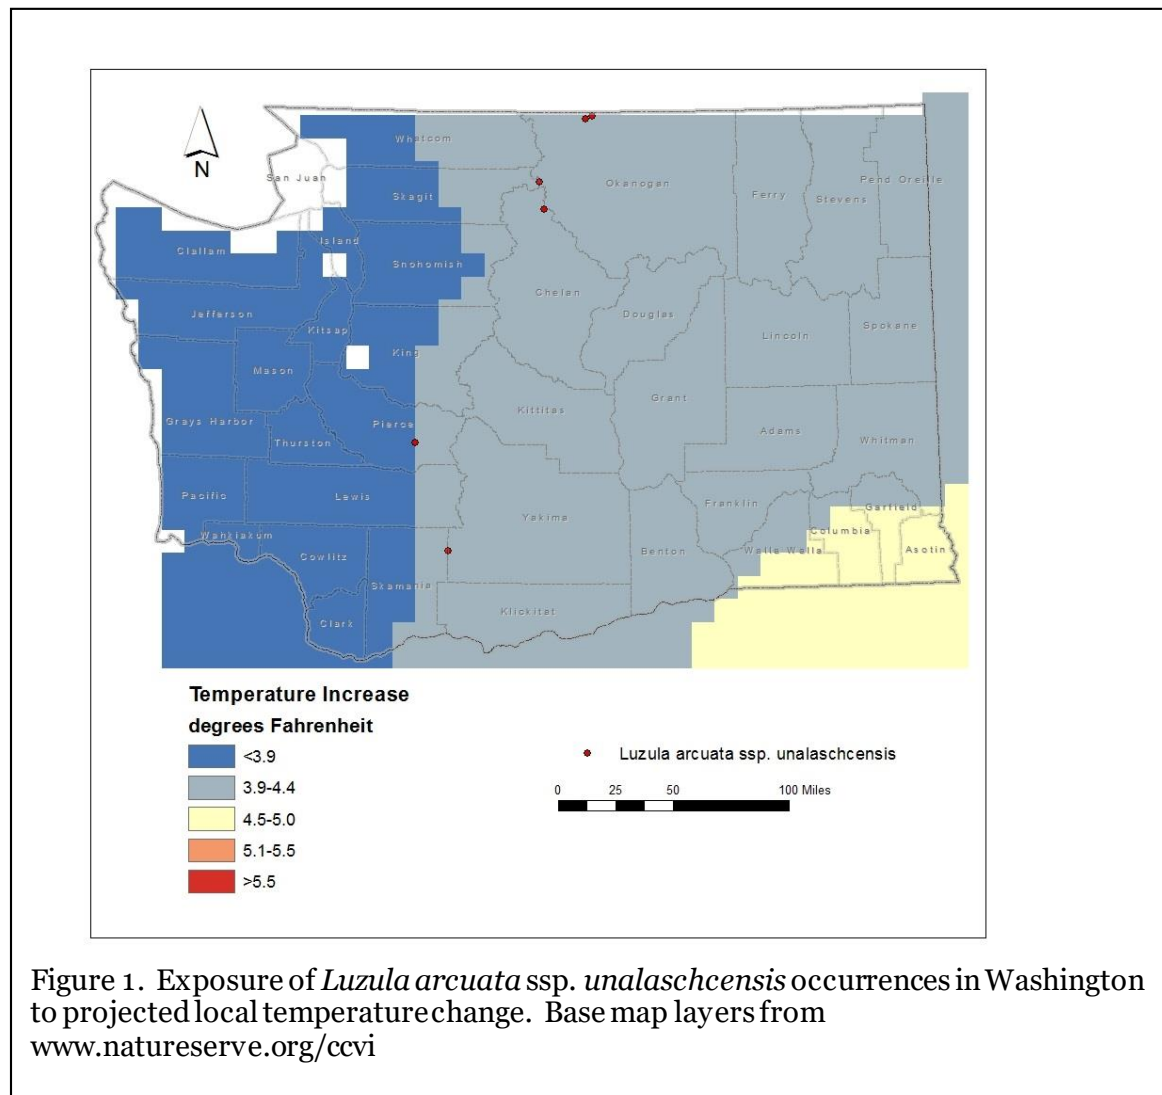 N
San Juan
Whatcom
Skagit
Okanogan
Ferry
Stevens
Pend Oreille
Clallam
Island
Snohomish
Chelan
Douglas
Jefferson
Kitsap
King
Lincoln
Spokane
Mason
Grant
Kittitas
Grays Harbor
Thurston
Pierce
Adams
Whitman
Pacific
Lewis
Yakima
Franklin
Garfield
Wahkiakum
Cowlitz
Skamania
Benton
Walla Walla
Columbia
Asotin
Clark
Klickitat
Temperature Increase
degrees Fahrenheit
<3.9
3.9-4.4
4.5-5.0
5.1-5.5
>5.5
Luzula arcuata ssp. unalaschcensis
0 25 50 100 Miles
Figure 1. Exposure of Luzula arcuata ssp. unalaschcensis occurrences in Washington
to projected local temperature change. Base map layers from
www.natureserve.org/ccvi